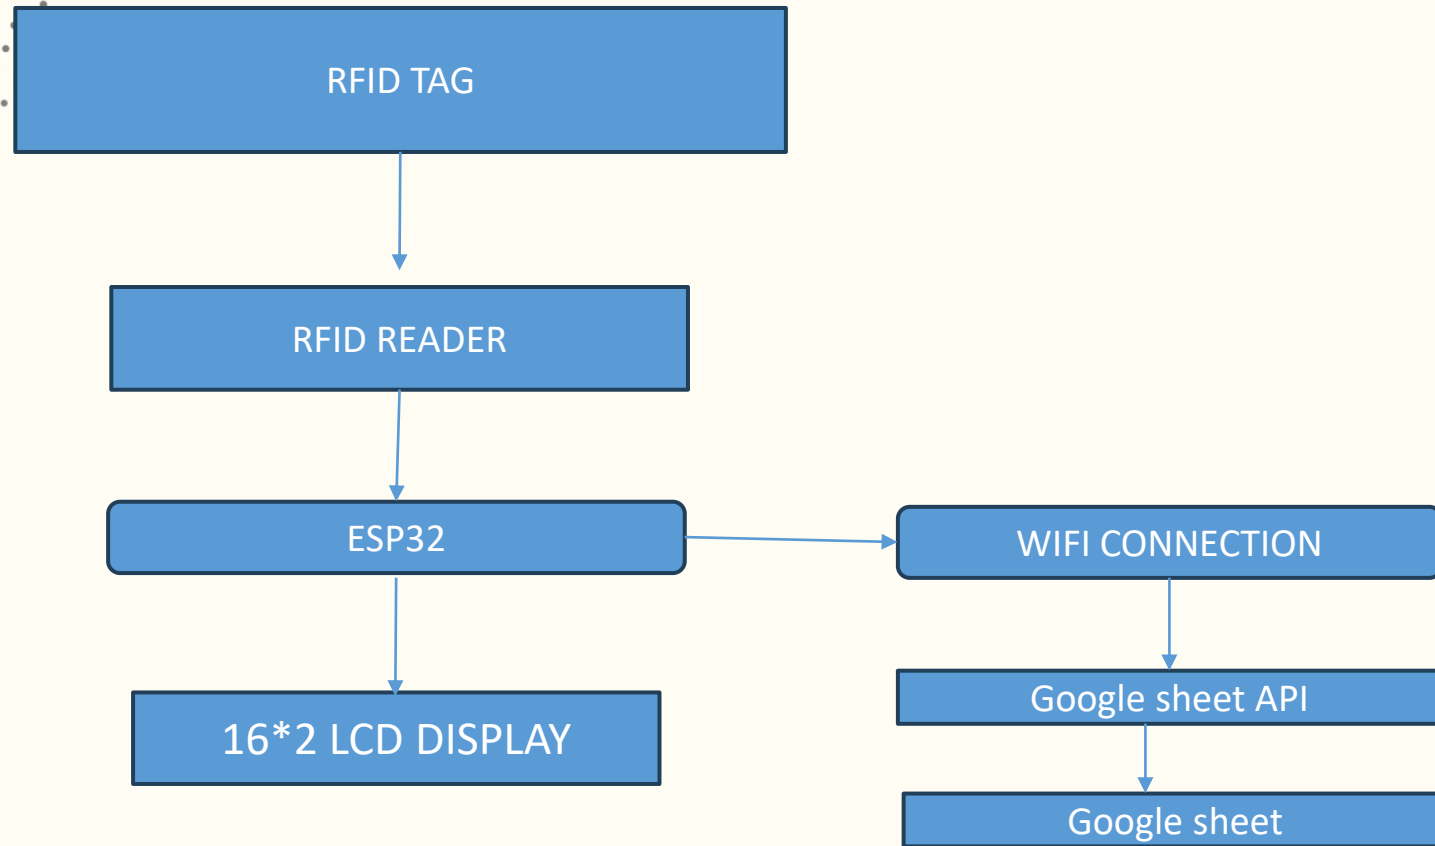 RFID TAG
RFID READER
ESP32
WIFI CONNECTION
16*2 LCD DISPLAY
Google sheet API
Google sheet